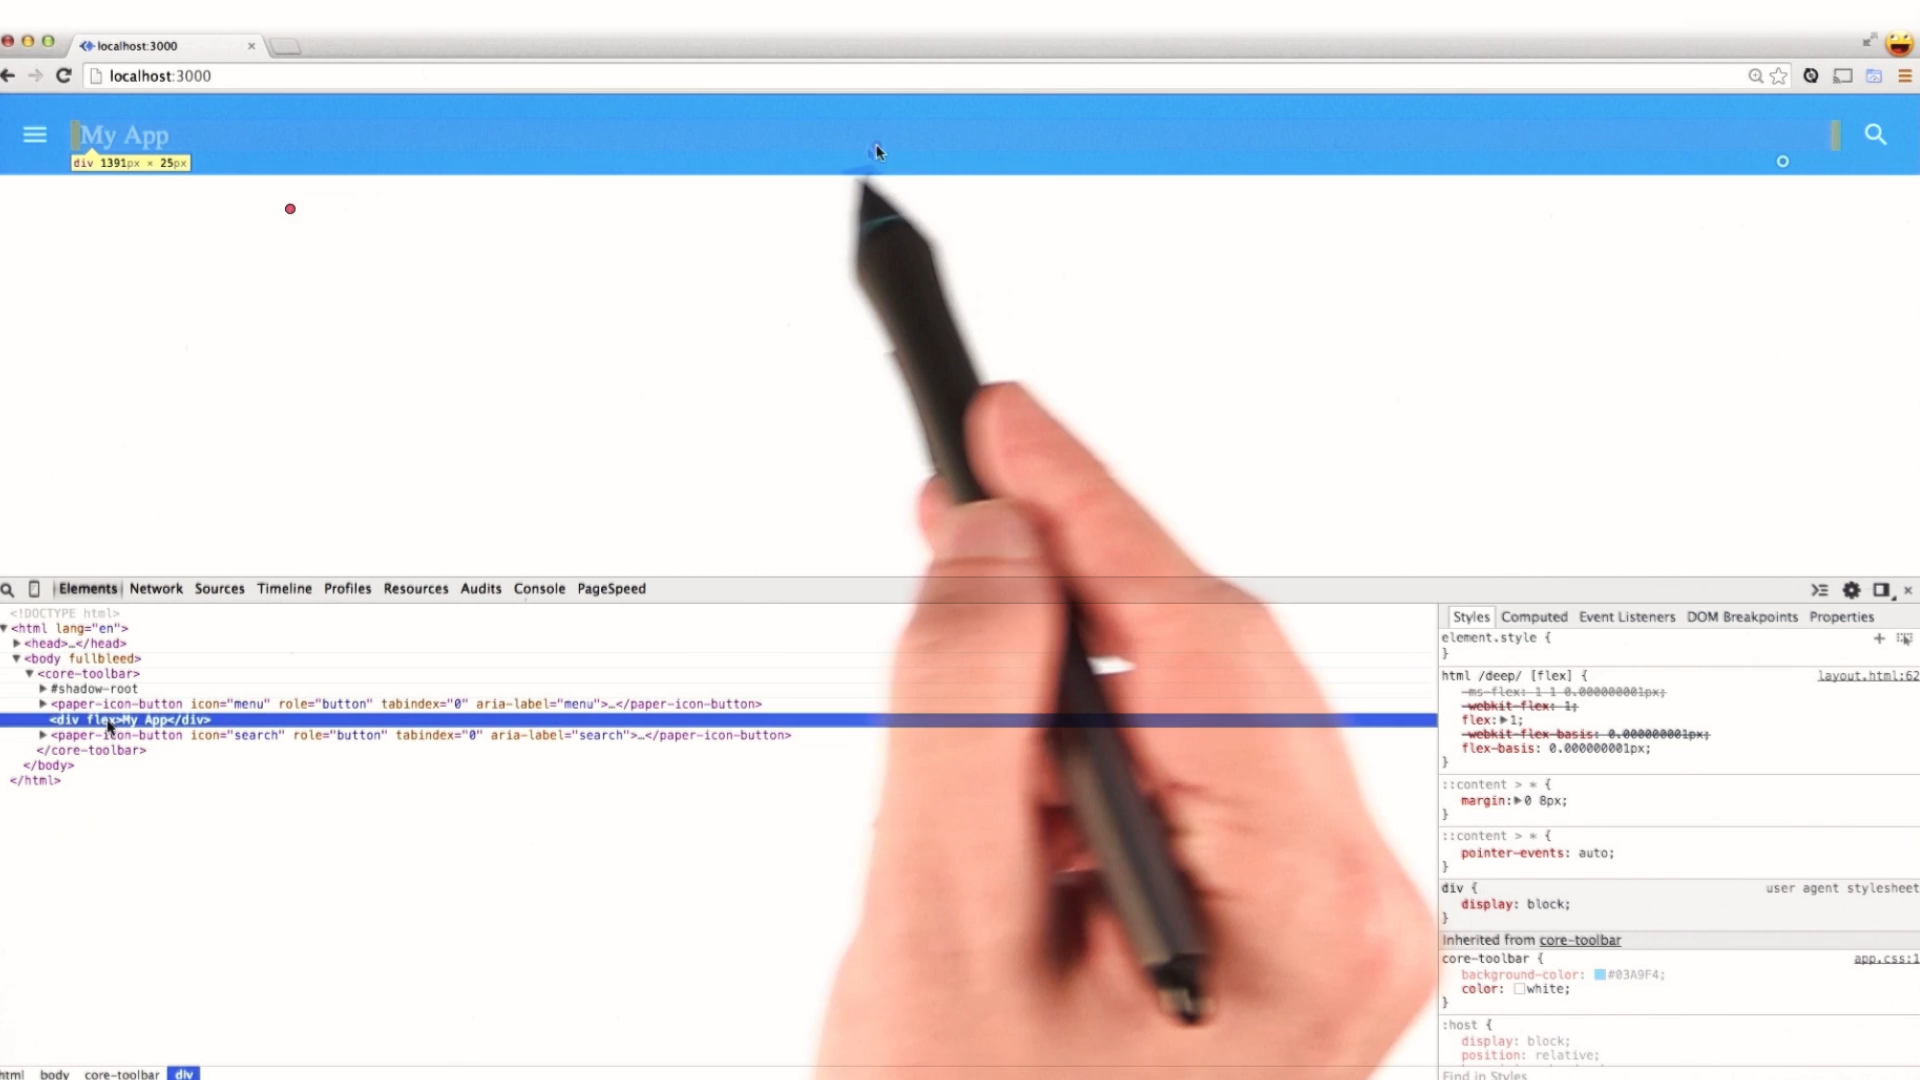 localhost:3000
localhost:3000
My App
div 1391px × 25px
Elements Network Sources Timeline Profiles Resources Audits Console PageSpeed
<!DOCTYPE html>
<html lang="en">
<head>…</head>
<body fullbleed>
<core-toolbar>
#shadow-root
<paper-icon-button icon="menu" role="button" tabindex="0" aria-label="menu">…</paper-icon-button>
<div flex>My App</div>
<paper-icon-button icon="search" role="button" tabindex="0" aria-label="search">…</paper-icon-button>
</core-toolbar>
</body>
</html>
html body core-toolbar div
Styles Computed Event Listeners DOM Breakpoints Properties
element.style {
}
html /deep/ [flex] { layout.html:62
-ms-flex: 1 1 0.000000001px;
-webkit-flex: 1;
flex: 1;
-webkit-flex-basis: 0.000000001px;
flex-basis: 0.000000001px;
}
::content > * {
margin: 0 8px;
}
::content > * {
pointer-events: auto;
}
div { user agent stylesheet
display: block;
}
Inherited from core-toolbar
core-toolbar { app.css:1
background-color: #03A9F4;
color: white;
}
:host {
display: block;
position: relative;
Find in Styles